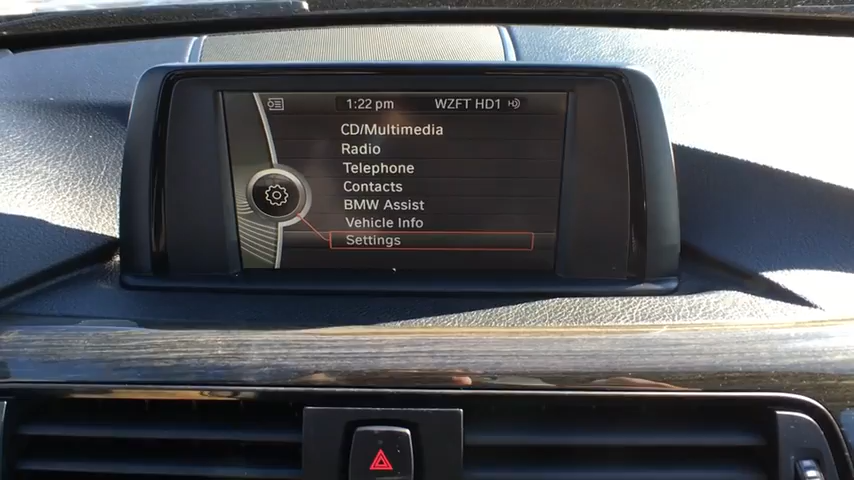 1:22 pm WZFT HD1
CD/Multimedia
Radio
Telephone
Contacts
BMW Assist
Vehicle Info
Settings